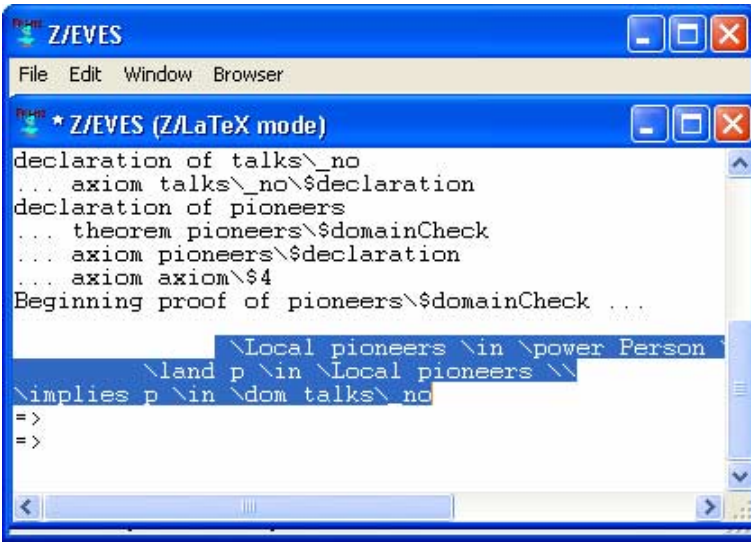 Z/EVES
File Edit Window Browser
* Z/EVES (Z/LaTeX mode)
declaration of talks\_no
... axiom talks\_no\$declaration
declaration of pioneers
... theorem pioneers\$domainCheck
... axiom pioneers\$declaration
... axiom axiom\$4
Beginning proof of pioneers\$domainCheck ...
\Local pioneers \in \power Person \
\land p \in \Local pioneers \\
\implies p \in \dom talks\_no
=>
=>